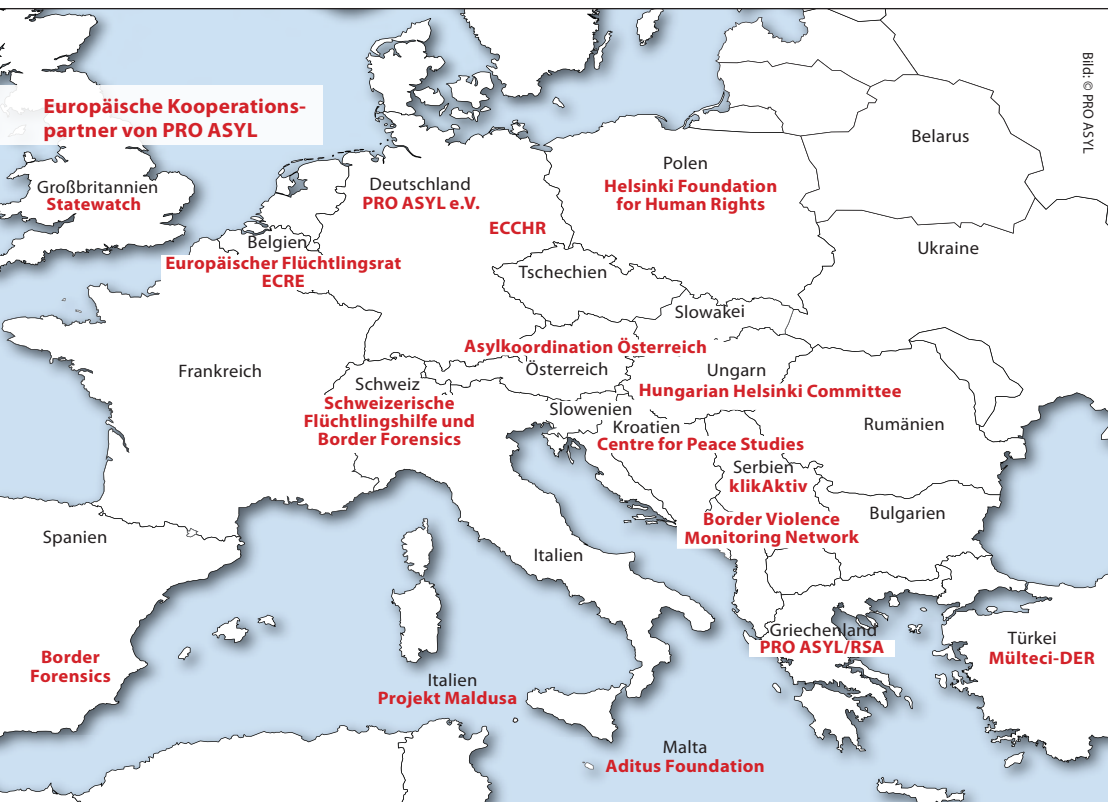 Europäische Kooperations-
partner von PRO ASYL
Bild: © PRO ASYL
Belarus
Polen
Helsinki Foundation
for Human Rights
Großbritannien
Statewatch
Deutschland
PRO ASYL e.V.
ECCHR
Belgien
Europäischer Flüchtlingsrat
ECRE
Ukraine
Tschechien
Slowakei
Asylkoordination Österreich
Österreich
Frankreich
Ungarn
Hungarian Helsinki Committee
Schweiz
Schweizerische
Flüchtlingshilfe und
Border Forensics
Slowenien
Kroatien
Centre for Peace Studies
Rumänien
Serbien
klikAktiv
Border Violence
Monitoring Network
Bulgarien
Spanien
Italien
Border
Forensics
Griechenland
PRO ASYL/RSA
Türkei
Mülteci-DER
Italien
Projekt Maldusa
Malta
Aditus Foundation